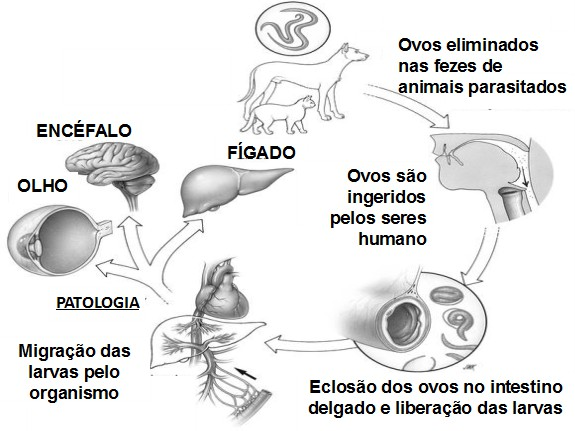 Ovos eliminados
nas fezes de
animais parasitados
Ovos são
ingeridos
pelos seres
humano
Eclosão dos ovos no intestino
delgado e liberação das larvas
Migração das
larvas pelo
organismo
PATOLOGIA
OLHO
ENCÉFALO
FÍGADO